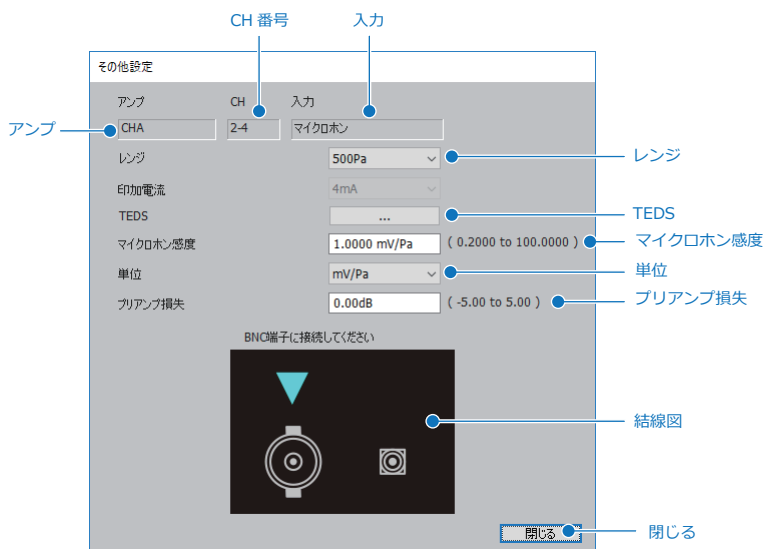 CH 番号 入力
その他設定
アンプ CH 入力
アンプ CHA 2-4 マイクロホン
レンジ 500Pa レンジ
印加電流 4mA
TEDS ... TEDS
マイクロホン感度 1.0000 mV/Pa ( 0.2000 to 100.0000 ) マイクロホン感度
単位 mV/Pa 単位
プリアンプ損失 0.00dB ( -5.00 to 5.00 ) プリアンプ損失
BNC端子に接続してください
結線図
閉じる 閉じる